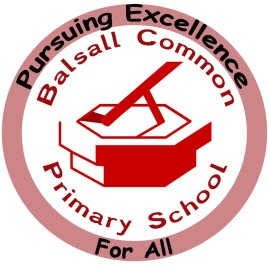 Pursuing Excellence
Balsall Common
Primary School
For All